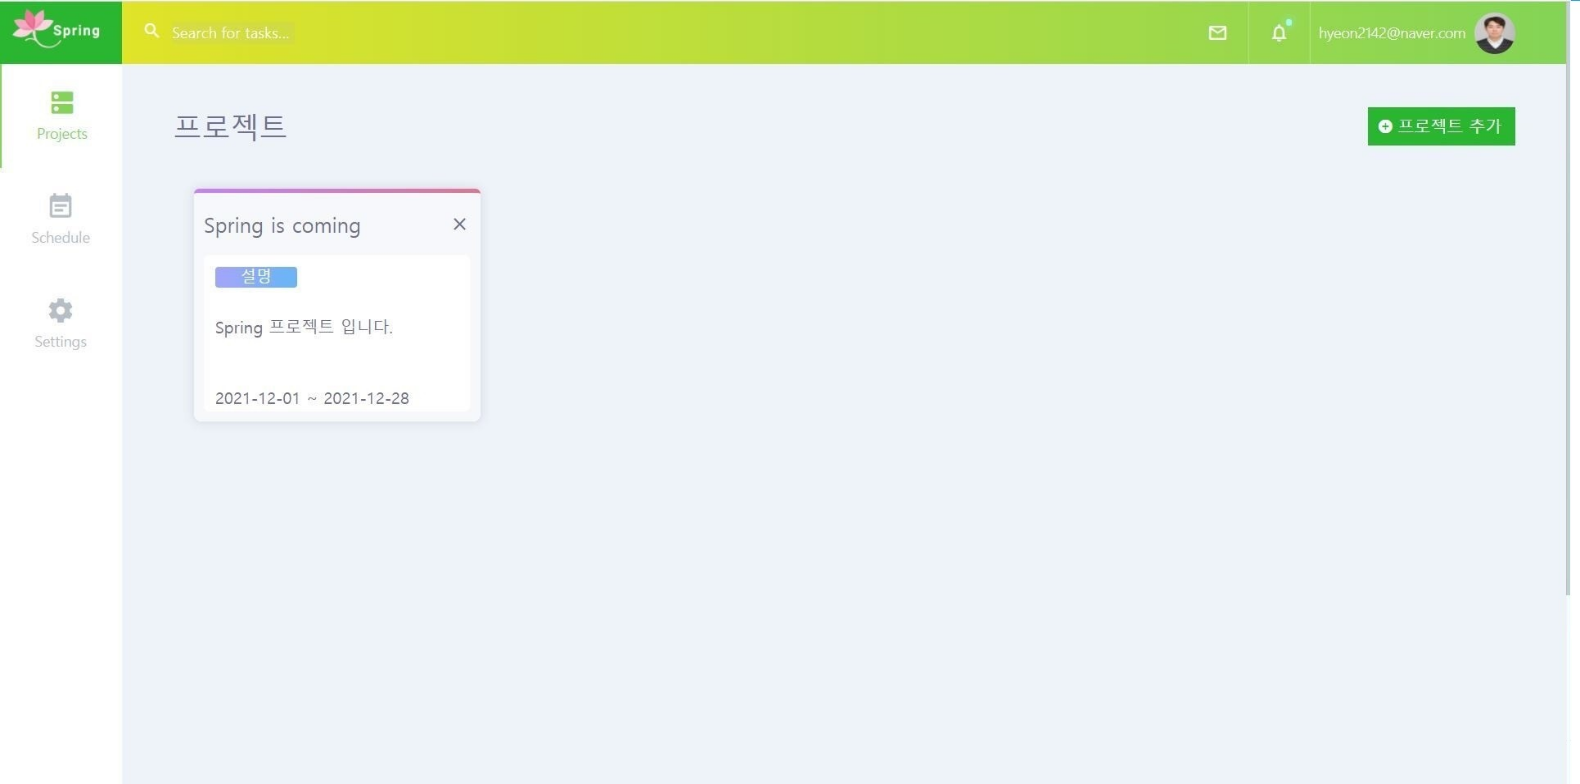 Spring
Search for tasks...
hyeon2142@naver.com
Projects
Schedule
Settings
프로젝트
프로젝트 추가
Spring is coming
설명
Spring 프로젝트 입니다.
2021-12-01 ~ 2021-12-28